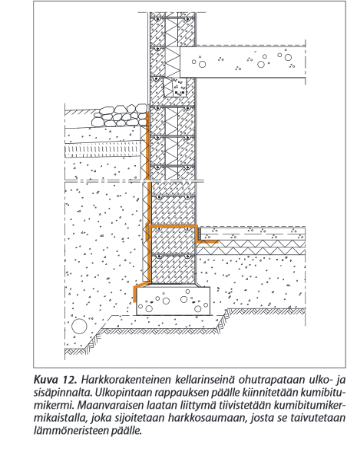 Kuva 12. Harkkorakenteinen kellarinseinä ohutrapataan ulko- ja
sisäpinnalta. Ulkopintaan rappauksen päälle kiinnitetään kumibitu-
mikermi. Maanvaraisen laatan liittymä tiivistetään kumibitumiker-
mikaistalla, joka sijoitetaan harkkosaumaan, josta se taivutetaan
lämmöneristeen päälle.